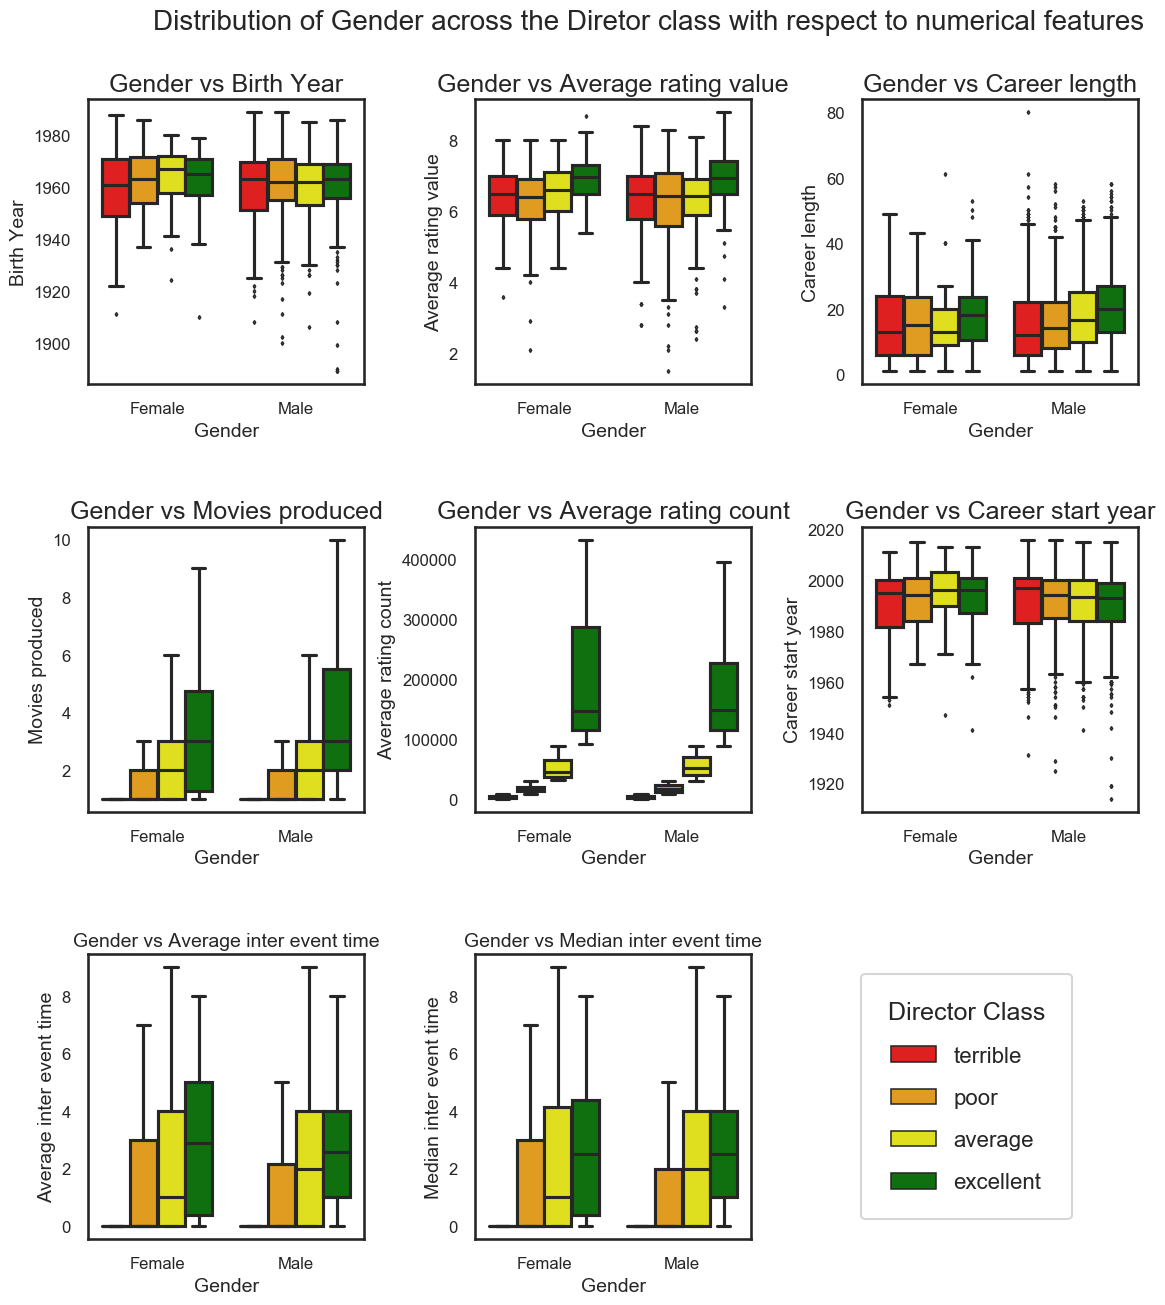 Distribution of Gender across the Diretor class with respect to numerical features
Gender vs Birth Year
1980
1960
1940
1920
1900
Birth Year
Female
Male
Gender
Gender vs Average rating value
8
6
4
2
Average rating value
Female
Male
Gender
Gender vs Career length
80
60
40
20
0
Career length
Female
Male
Gender
Gender vs Movies produced
10
8
6
4
2
Movies produced
Female
Male
Gender
Gender vs Average rating count
400000
300000
200000
100000
0
Average rating count
Female
Male
Gender
Gender vs Career start year
2020
2000
1980
1960
1940
1920
Career start year
Female
Male
Gender
Gender vs Average inter event time
8
6
4
2
0
Average inter event time
Female
Male
Gender
Gender vs Median inter event time
8
6
4
2
0
Median inter event time
Female
Male
Gender
Director Class
terrible
poor
average
excellent